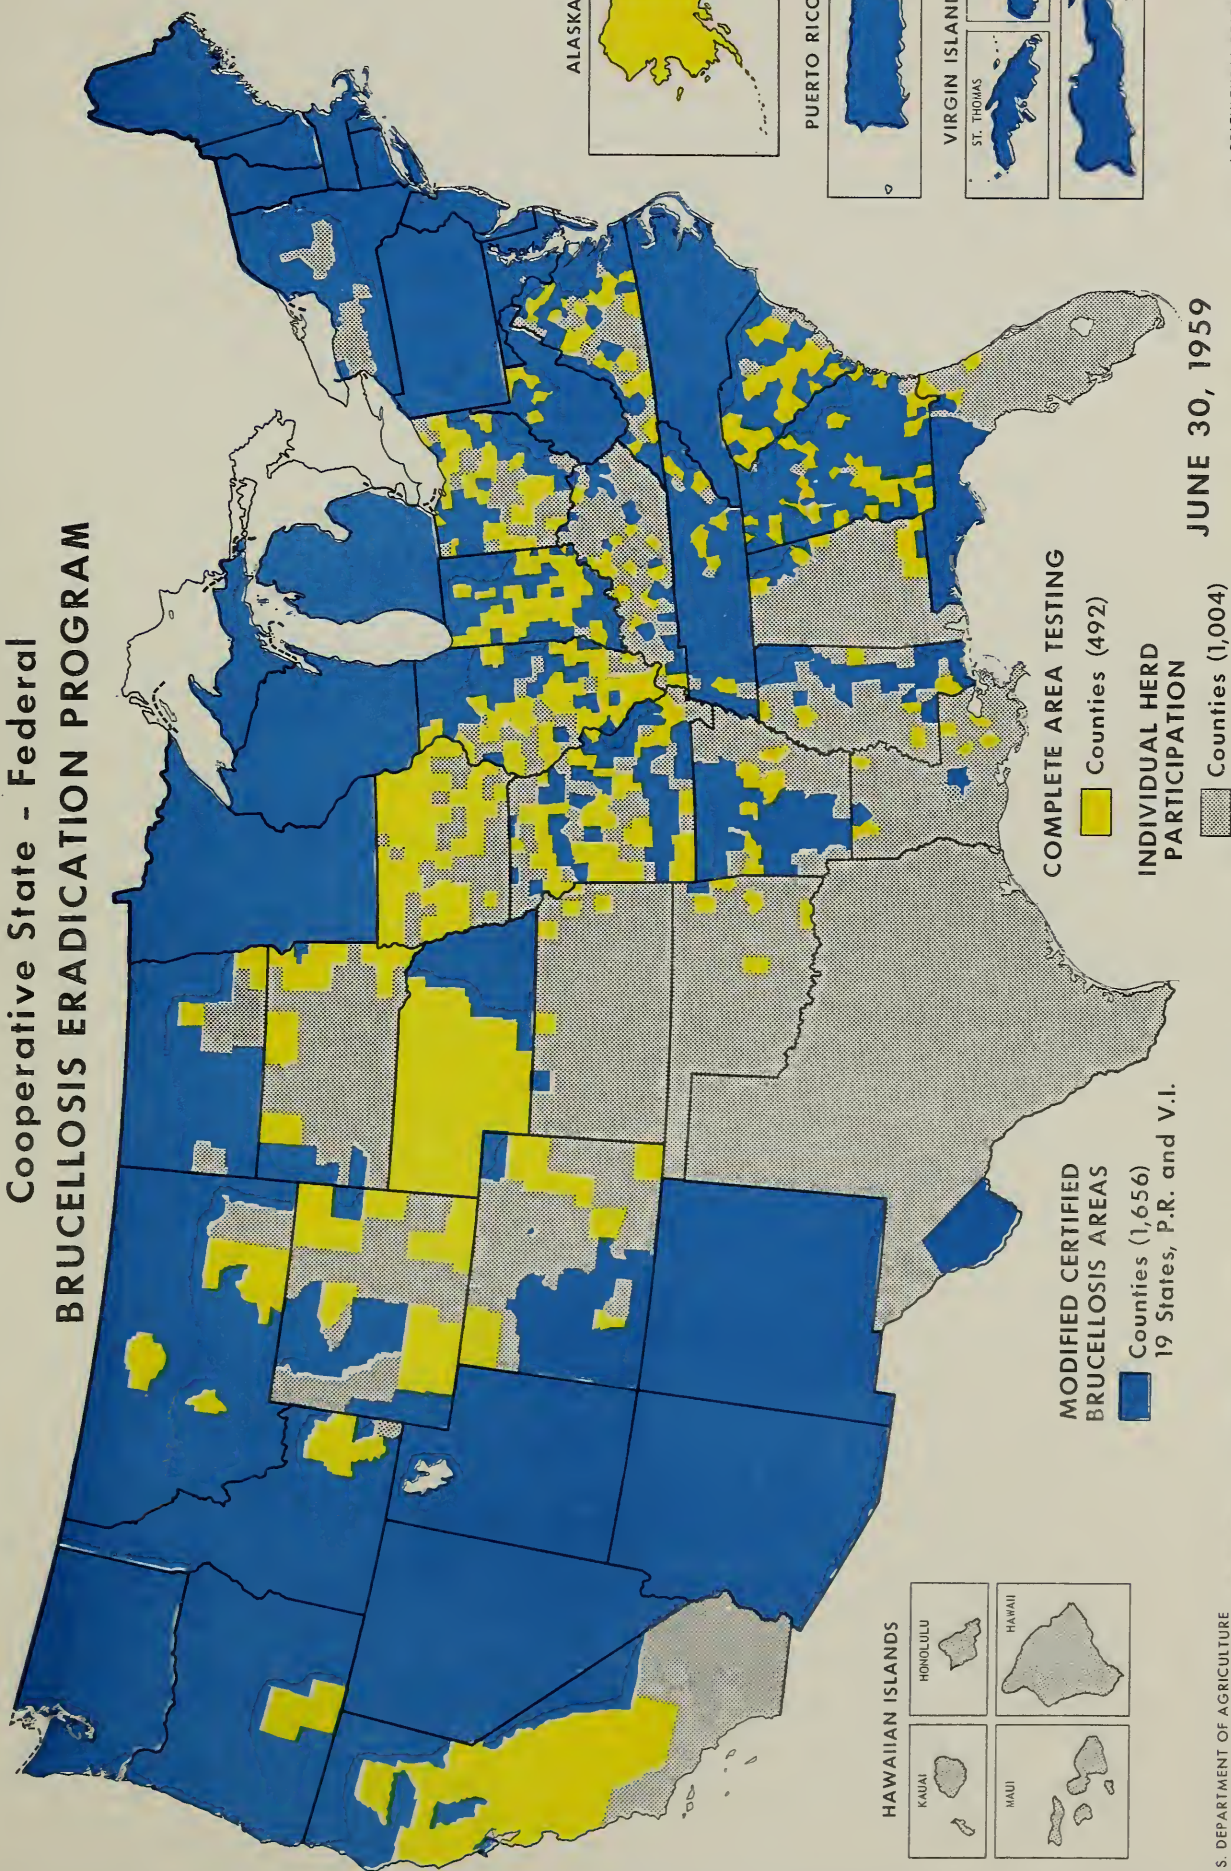 Cooperative State - Federal
BRUCELLOSIS ERADICATION PROGRAM
ALASKA
PUERTO RICO
ST. THOMAS
HAWAIIAN ISLANDS
KAUAI
HONOLULU
MAUI
HAWAII
MODIFIED CERTIFIED
BRUCELLOSIS AREAS
Counties (1,656)
19 States, P.R. and V.I.
COMPLETE AREA TESTING
Counties (492)
INDIVIDUAL HERD
PARTICIPATION
Counties (1,004)
JUNE 30, 1959
VIRGIN
S. DEPARTMENT OF AGRICULTURE